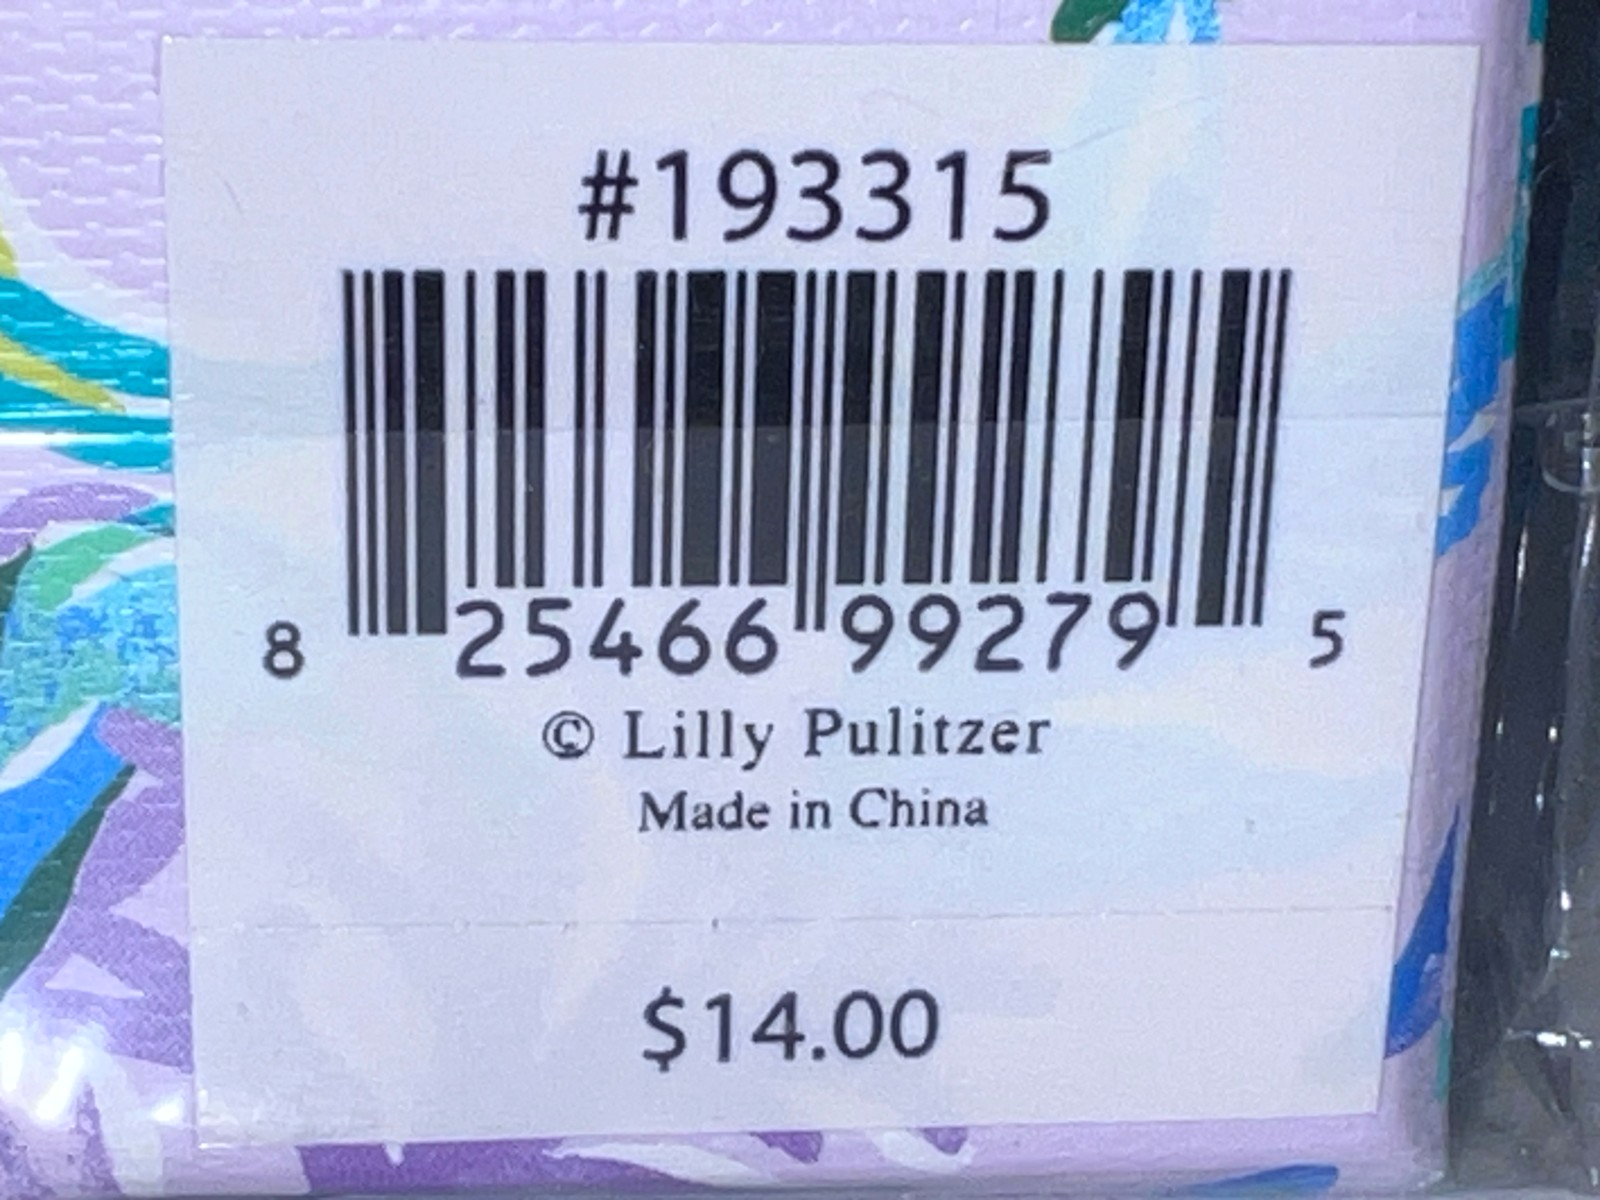 #193315
8 25466 99279 5
© Lilly Pulitzer
Made in China
$14.00